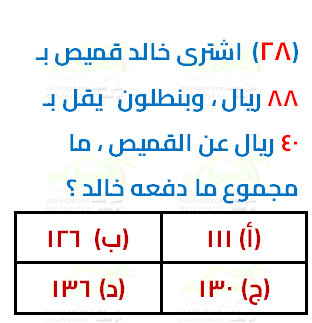 (٢٨) اشترى خالد قميص بـ
٨٨ ريال ، وبنطلون يقل بـ
٤٠ ريال عن القميص ، ما
مجموع ما دفعه خالد ؟
(أ) ١١١
(ب) ١٢٦
(ج) ١٣٠
(د) ١٣٦